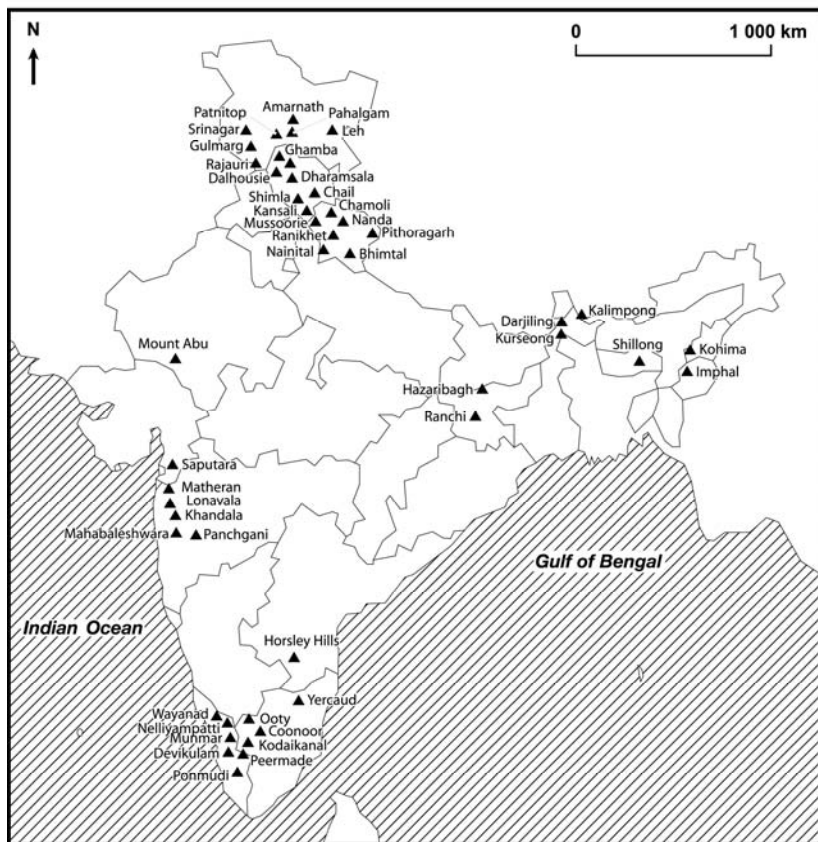 N
0 1 000 km
Amarnath
Patnitop
Pahalgam
Srinagar
Leh
Gulmarg
Ghamba
Rajauri
Dalhousie
Dharamsala
Chail
Shimla
Chamoli
Kansali
Nanda
Mussoorie
Pithoragarh
Ranikhet
Nainital
Bhimtal
Kalimpong
Darjiling
Kurseong
Mount Abu
Shillong
Kohima
Imphal
Hazaribagh
Ranchi
Saputara
Matheran
Lonavala
Khandala
Mahabaleshwara
Panchgani
Gulf of Bengal
Indian Ocean
Horsley Hills
Yercaud
Wayanad
Ooty
Nelliyampatti
Coonoor
Munmar
Kodaikanal
Devikulam
Peermade
Ponmudi